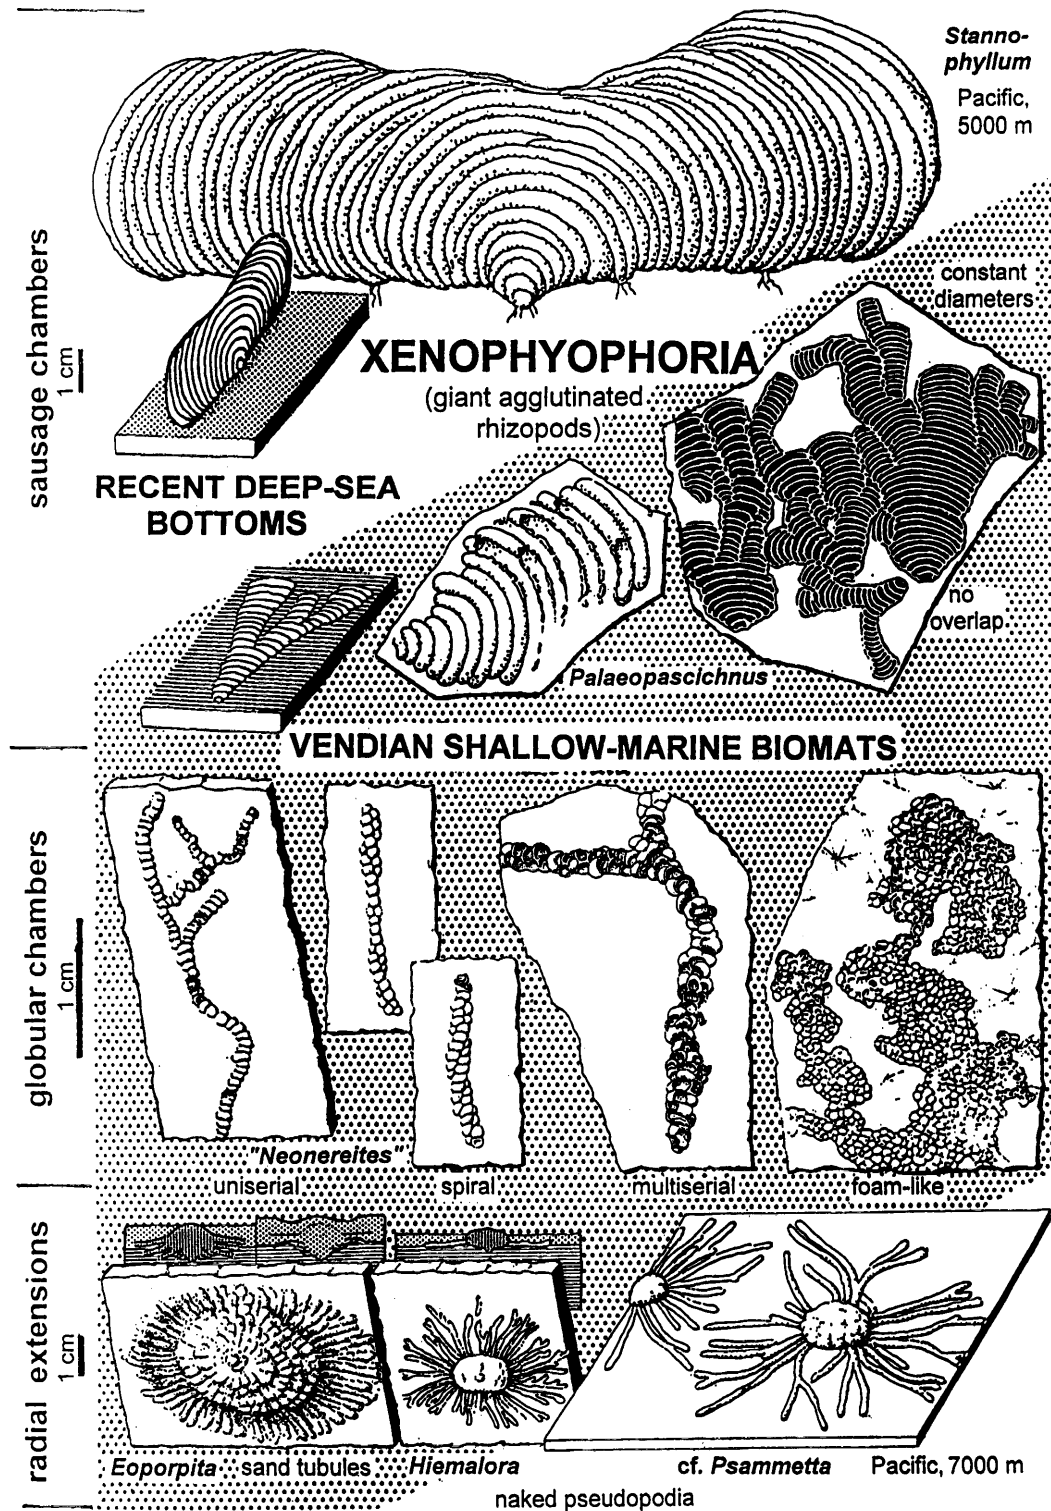 Stanno-
phyllum
Pacific,
5000 m
sausage chambers
1 cm
constant
diameters
XENOPHYOPHORIA
(giant agglutinated
rhizopods)
RECENT DEEP-SEA
BOTTOMS
no
overlap
Palaeopascichnus
VENDIAN SHALLOW-MARINE BIOMATS
globular chambers
1 cm
"Neonereites"
uniserial
spiral
multiserial
foam-like
radial extensions
1 cm
Eoporpita sand tubules Hiemalora cf. Psammetta Pacific, 7000 m
naked pseudopodia